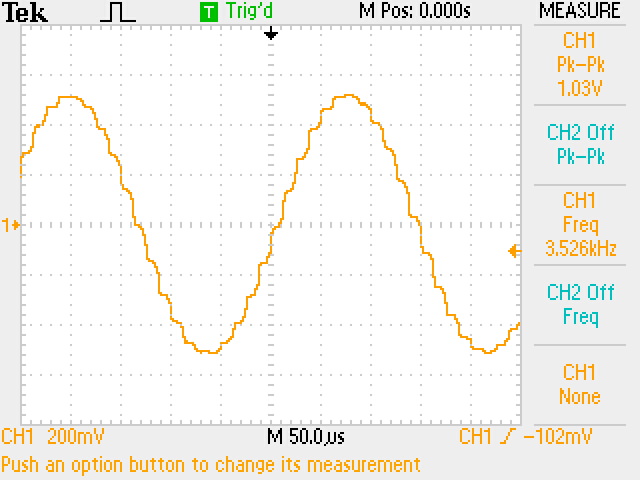 Tek T Trig'd M Pos: 0.000s MEASURE
CH1
Pk-Pk
1.03V
CH2 Off
Pk-Pk
1
CH1
Freq
3.526kHz
CH2 Off
Freq
CH1
None
CH1 200mV M 50.0µs CH1 -102mV
Push an option button to change its measurement